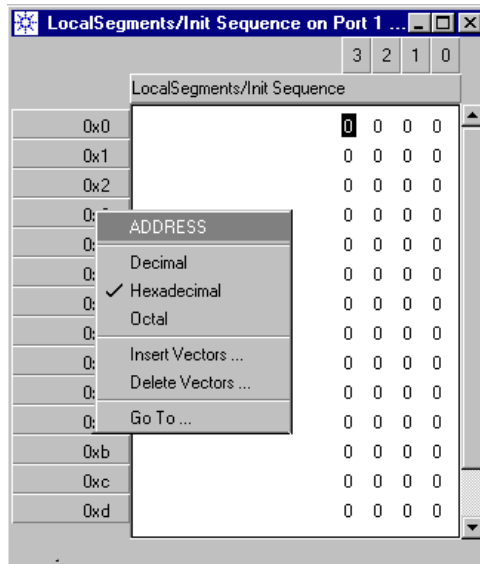 LocalSegments/Init Sequence on Port 1 ...
3 2 1 0
LocalSegments/Init Sequence
0x0 0 0 0 0
0x1 0 0 0 0
0x2 0 0 0 0
0 0 0 0
ADDRESS
0 0 0 0
Decimal
0 0 0 0
✓ Hexadecimal
0 0 0 0
Octal
0 0 0 0
Insert Vectors ...
0 0 0 0
Delete Vectors ...
0 0 0 0
Go To ...
0 0 0 0
0xb 0 0 0 0
0xc 0 0 0 0
0xd 0 0 0 0